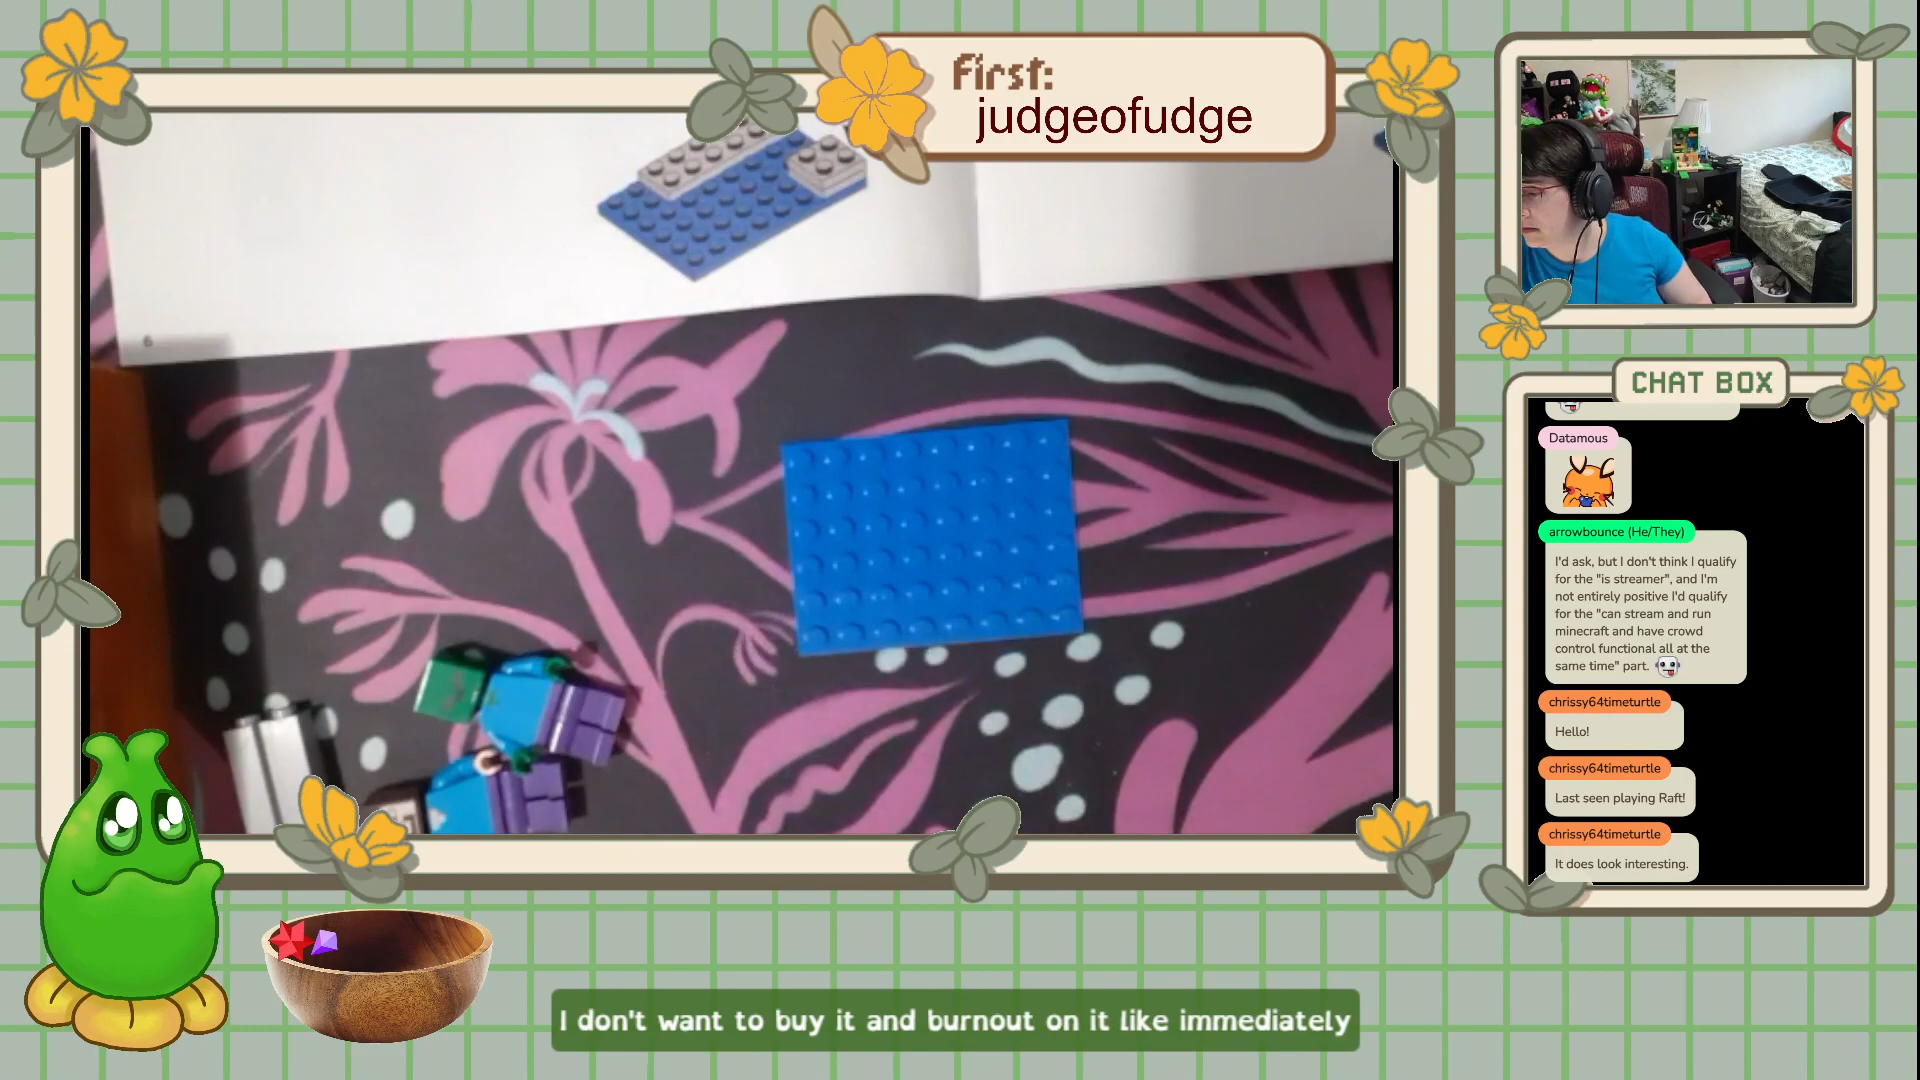 First:
judgeofudge
6
CHAT BOX
Datamous
arrowbounce (He/They)
I'd ask, but I don't think I qualify
for the "is streamer", and I'm
not entirely positive I'd qualify
for the "can stream and run
minecraft and have crowd
control functional all at the
same time" part.
chrissy64timeturtle
Hello!
chrissy64timeturtle
Last seen playing Raft!
chrissy64timeturtle
It does look interesting.
I don't want to buy it and burnout on it like immediately